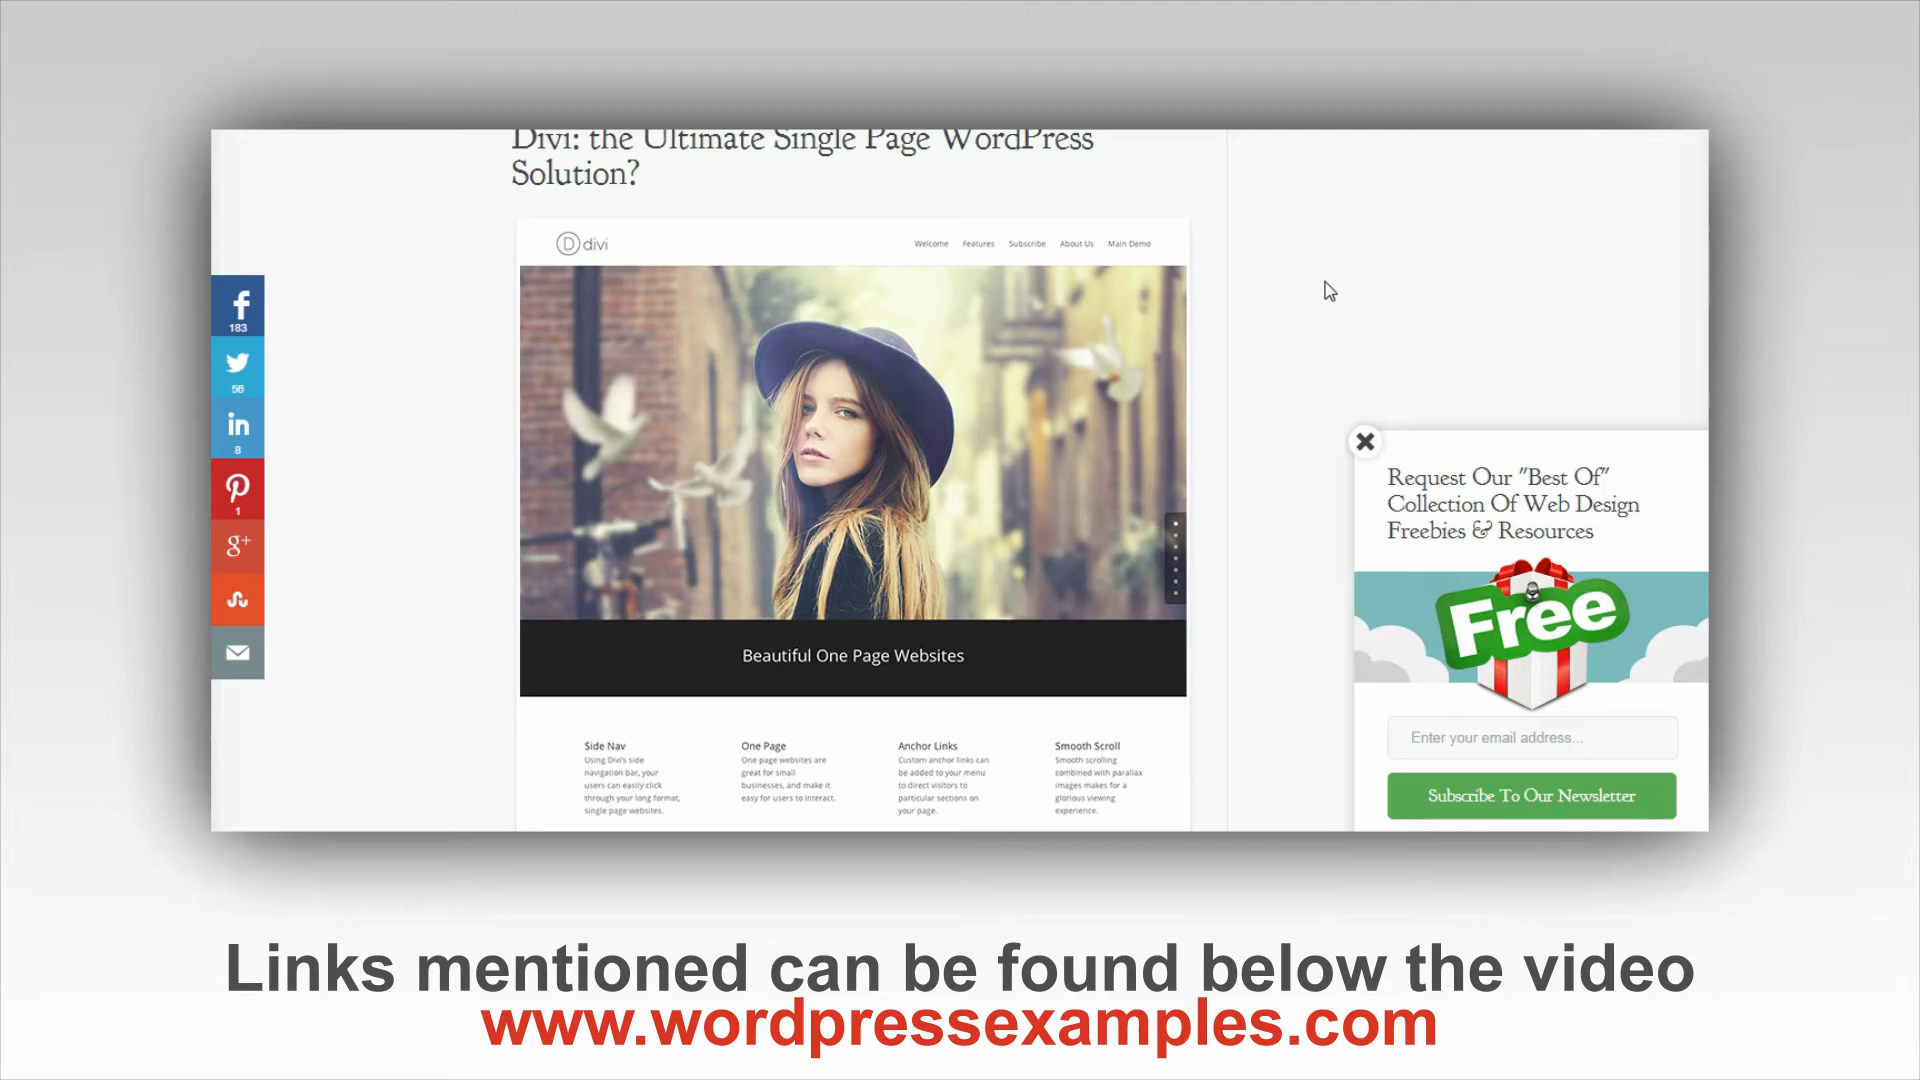 Divi: the Ultimate Single Page WordPress
Solution?
D divi
Welcome Features Subscribe About Us Main Demo
183
56
in
8
1
g+
Beautiful One Page Websites
Side Nav
Using Divi's side
navigation bar, your
users can easily click
through your long format,
single page websites.
One Page
One page websites are
great for small
businesses, and make it
easy for users to interact.
Anchor Links
Custom anchor links can
be added to your menu
to direct visitors to
particular sections on
your page.
Smooth Scroll
Smooth scrolling
combined with parallax
images makes for a
glorious viewing
experience.
Request Our "Best Of"
Collection Of Web Design
Freebies & Resources
Free
Enter your email address...
Subscribe To Our Newsletter
Links mentioned can be found below the video
www.wordpressexamples.com